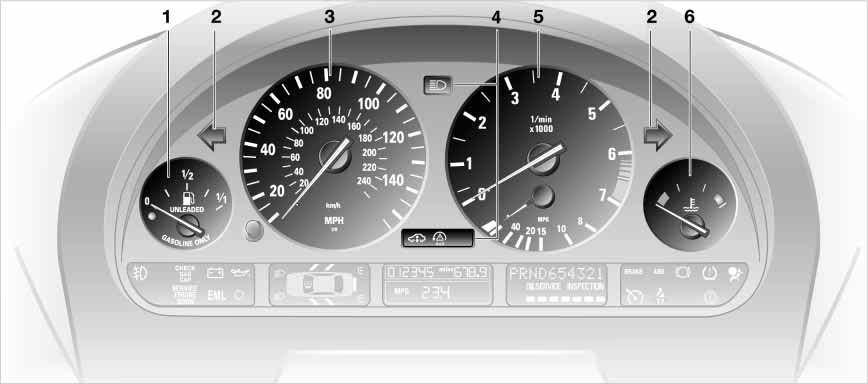 1 2 3 4 5 2 6
0 1/2 1/1
UNLEADED
GASOLINE ONLY
20 40 60 80 100 120 140
20 40 60 80 100 120 140 160 180 200 220 240
km/h
MPH
0 1 2 3 4 5 6 7
1/min
x1000
MPG
40 20 15 10 8
CHECK
GAS
CAP
SERVICE
ENGINE
SOON
EML
012345 miles 678.9
MPG 23.4
PRND654321
OILSERVICE INSPECTION
BRAKE ABS